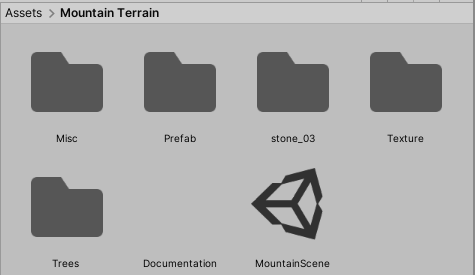 Assets > Mountain Terrain
Misc Prefab stone_03 Texture
Trees Documentation MountainScene